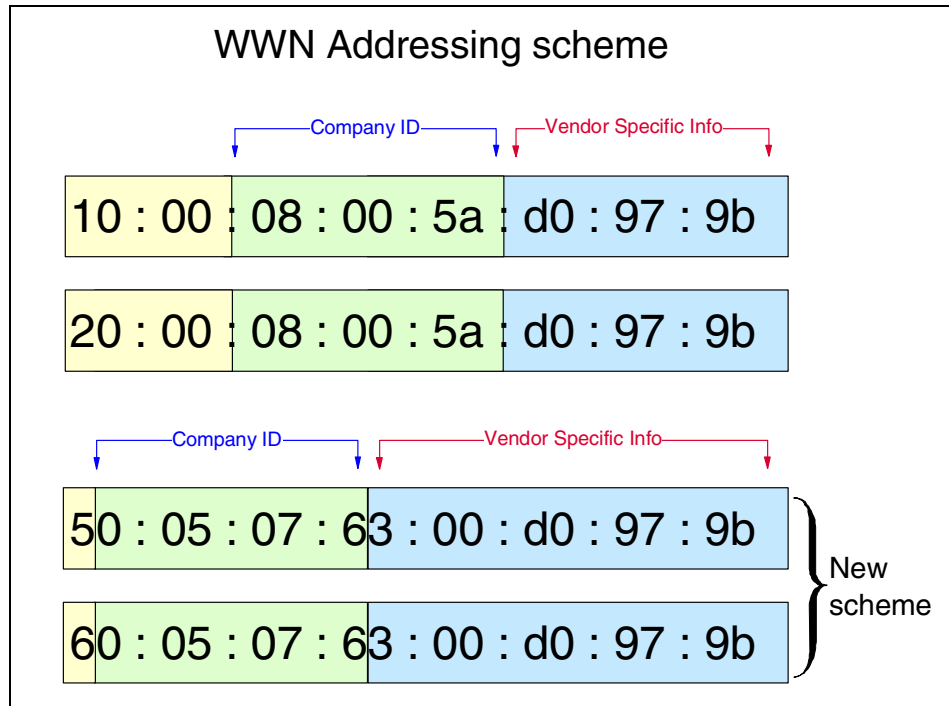 WWN Addressing scheme
Company ID
Vendor Specific Info
10 : 00 : 08 : 00 : 5a : d0 : 97 : 9b
20 : 00 : 08 : 00 : 5a : d0 : 97 : 9b
Company ID
Vendor Specific Info
50 : 05 : 07 : 63 : 00 : d0 : 97 : 9b
60 : 05 : 07 : 63 : 00 : d0 : 97 : 9b
New
scheme